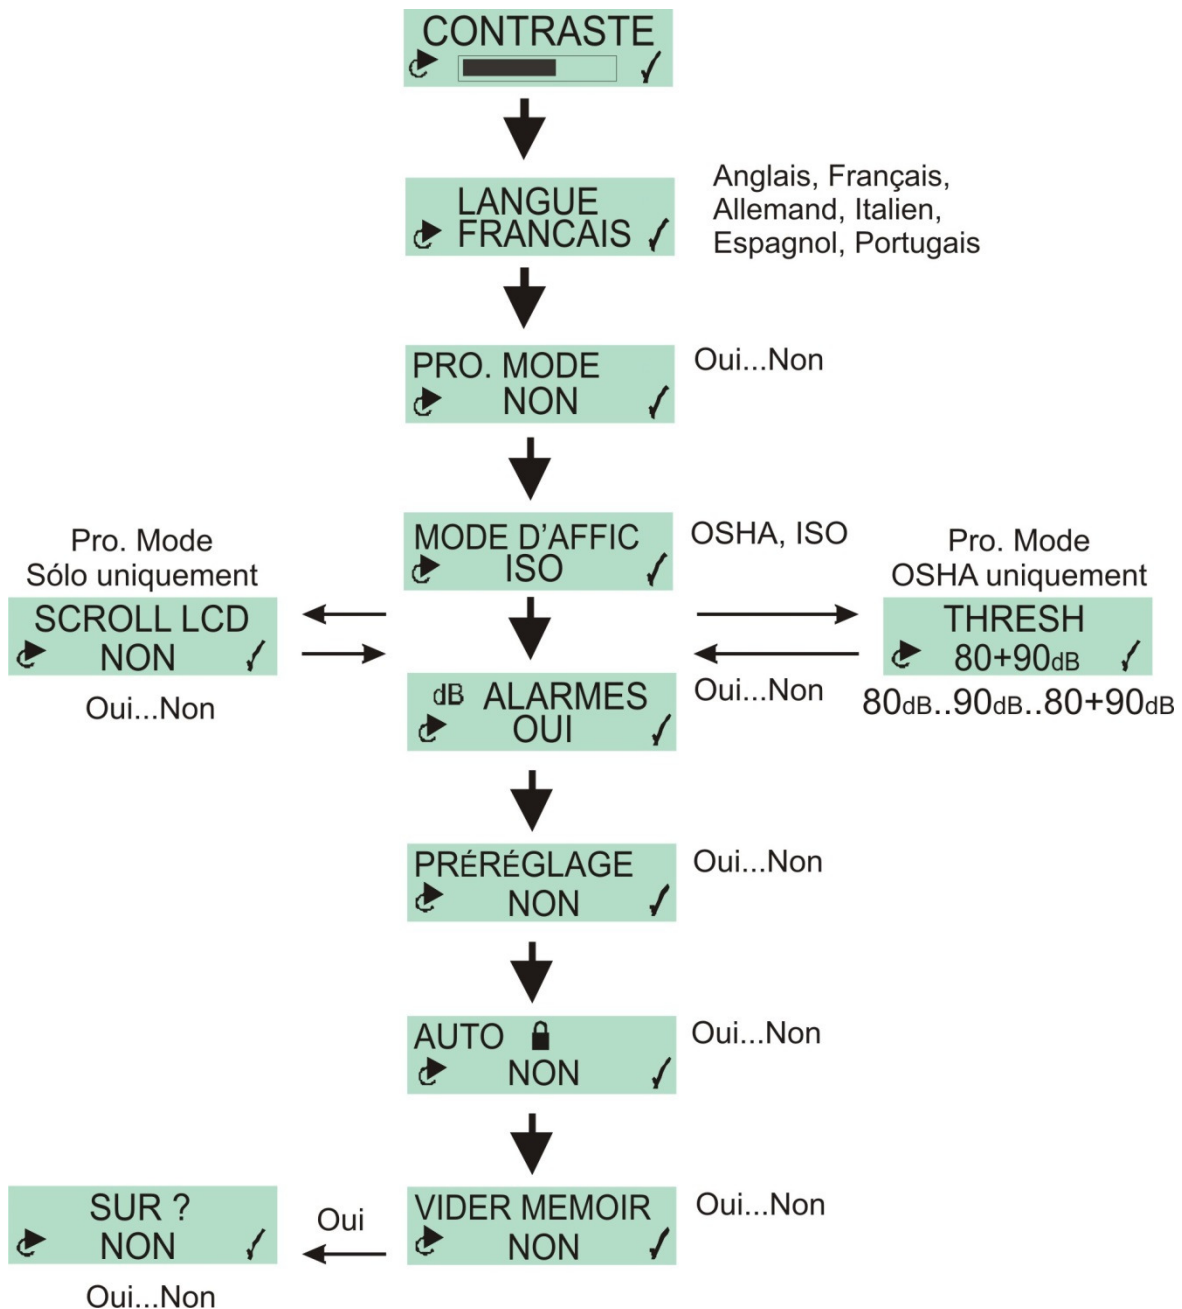 CONTRASTE
LANGUE
FRANCAIS
Anglais, Français,
Allemand, Italien,
Espagnol, Portugais
PRO. MODE
NON
Oui...Non
MODE D'AFFIC
ISO
OSHA, ISO
Pro. Mode
Sólo uniquement
SCROLL LCD
NON
Oui...Non
Pro. Mode
OSHA uniquement
THRESH
80+90dB
80dB..90dB..80+90dB
dB ALARMES
OUI
Oui...Non
PRÉRÉGLAGE
NON
Oui...Non
AUTO
NON
Oui...Non
VIDER MEMOIR
NON
Oui...Non
Oui
SUR ?
NON
Oui...Non